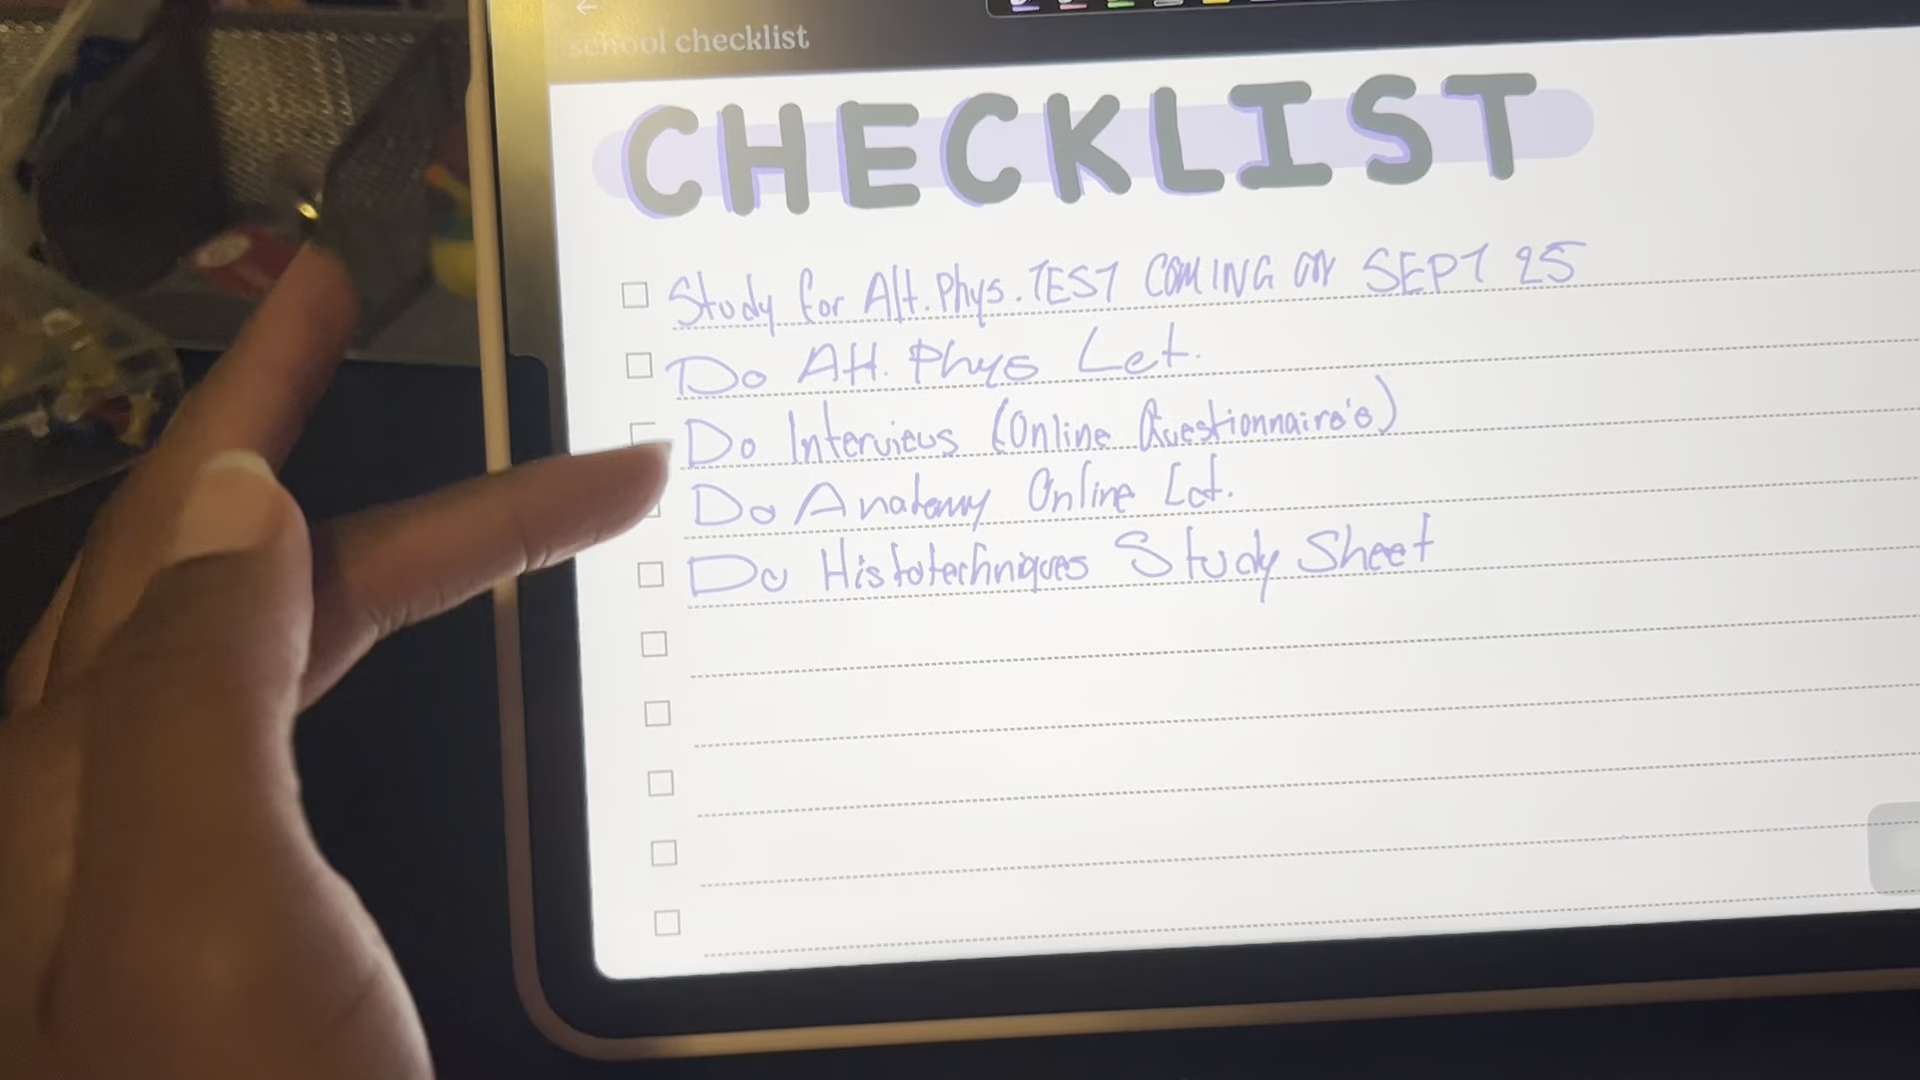 school checklist
CHECKLIST
Study for Alt. Phys. TEST COMING ON SEPT 25
Do Alt. Phys Let.
Do Interviews (Online Questionnaire's)
Do Anatomy Online Let.
Do Histotechniques Study Sheet